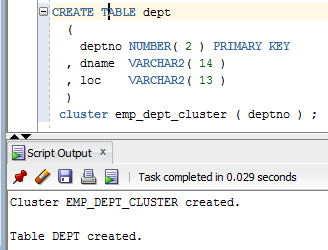 CREATE TABLE dept
(
deptno NUMBER( 2 ) PRIMARY KEY
, dname VARCHAR2( 14 )
, loc VARCHAR2( 13 )
)
cluster emp_dept_cluster ( deptno ) ;
Script Output x
Task completed in 0.029 seconds
Cluster EMP_DEPT_CLUSTER created.
Table DEPT created.